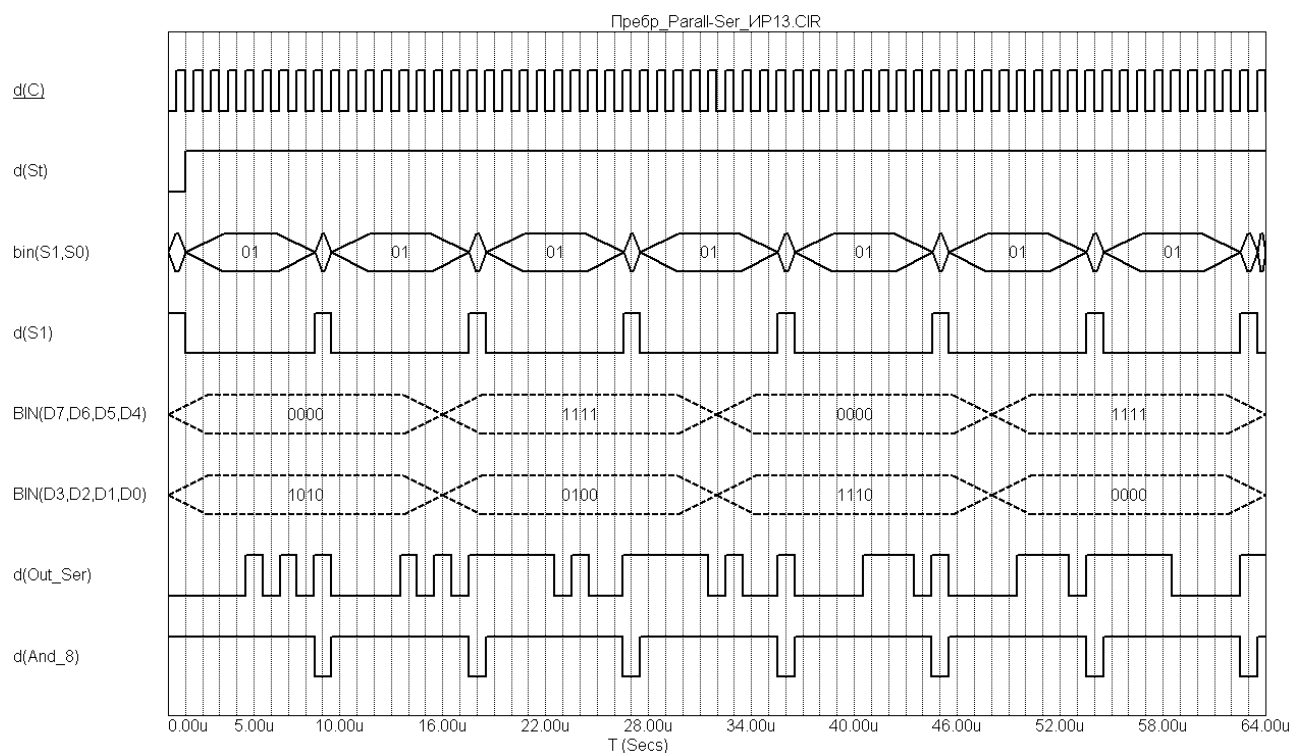 Пребр_Parall-Ser_ИР13.CIR
d(C)
d(St)
bin(S1,S0)
01 01 01 01 01 01 01
d(S1)
BIN(D7,D6,D5,D4)
0000 1111 0000 1111
BIN(D3,D2,D1,D0)
1010 0100 1110 0000
d(Out_Ser)
d(And_8)
0.00u 5.00u 10.00u 16.00u 22.00u 28.00u 34.00u 40.00u 46.00u 52.00u 58.00u 64.00u
T (Secs)